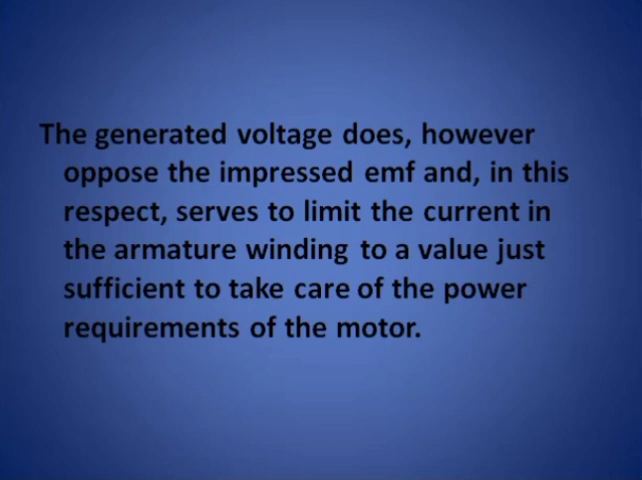 The generated voltage does, however
oppose the impressed emf and, in this
respect, serves to limit the current in
the armature winding to a value just
sufficient to take care of the power
requirements of the motor.